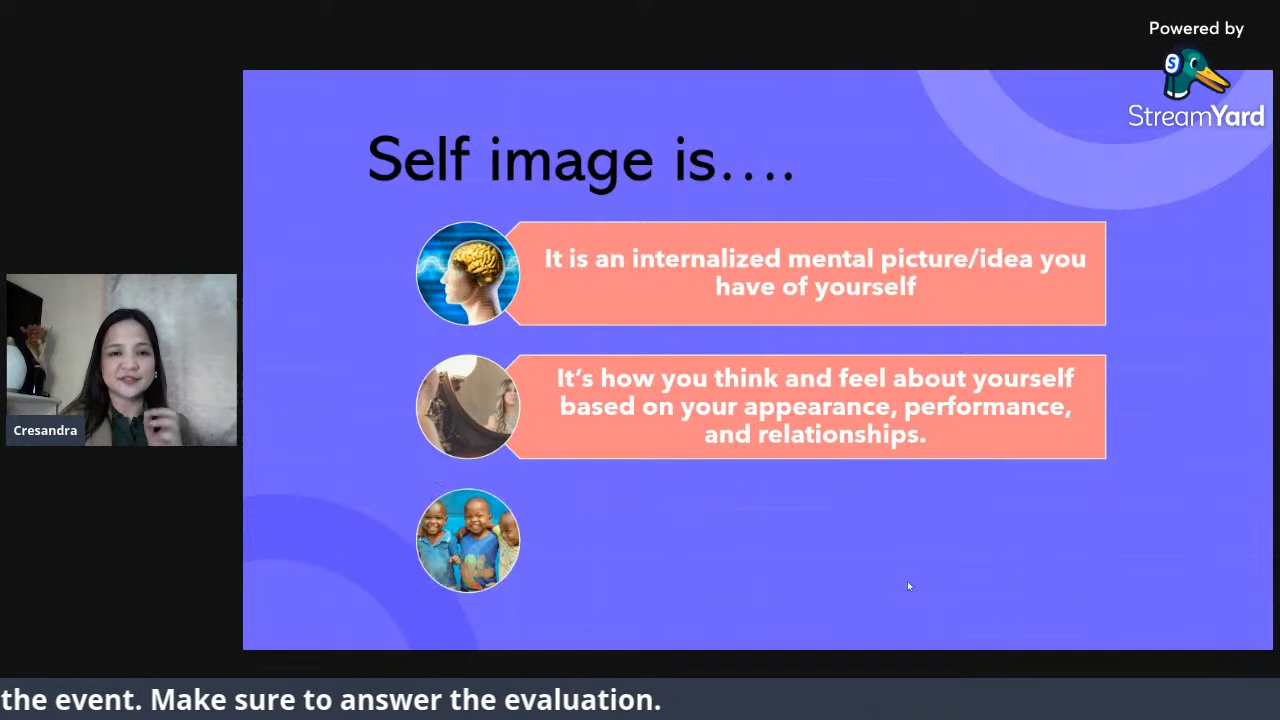 Powered by
StreamYard
Self image is....
It is an internalized mental picture/idea you
have of yourself
It's how you think and feel about yourself
based on your appearance, performance,
and relationships.
Cresandra
the event. Make sure to answer the evaluation.